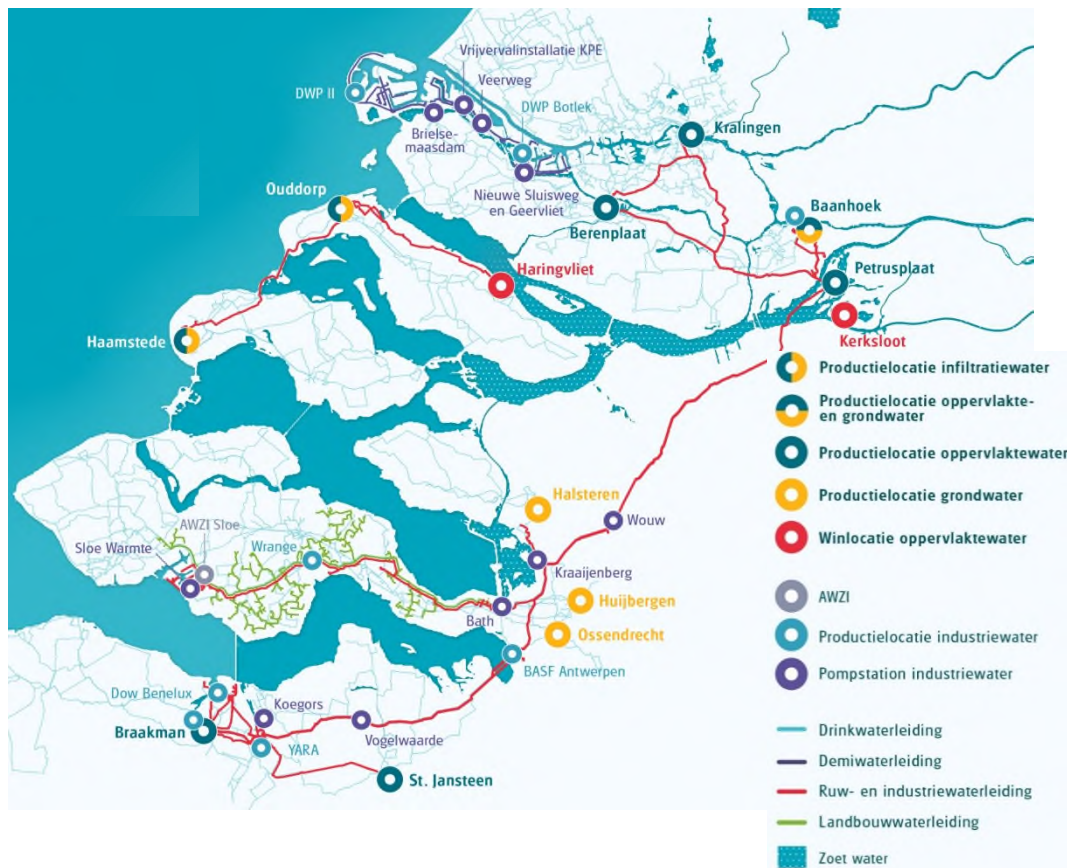 Vrijvervalinstallatie KPE
Veerweg
DWP II
DWP Botlek
Brielse-
maasdam
Kralingen
Ouddorp
Nieuwe Sluisweg
en Geervliet
Baanhoek
Berenplaat
Haringvliet
Petrusplaat
Haamstede
Kerksloot
Productielocatie infiltratiewater
Productielocatie oppervlakte-
en grondwater
Productielocatie oppervlaktewater
Productielocatie grondwater
Winlocatie oppervlaktewater
AWZI
Productielocatie industriewater
Pompstation industriewater
Drinkwaterleiding
Demiwaterleiding
Ruw- en industriewaterleiding
Landbouwwaterleiding
Zoet water
Halsteren
Wouw
AWZI Sloe
Sloe Warmte
Wrange
Kraaijenberg
Huijbergen
Bath
Ossendrecht
BASF Antwerpen
Dow Benelux
Koegors
Braakman
YARA
Vogelwaarde
St. Jansteen